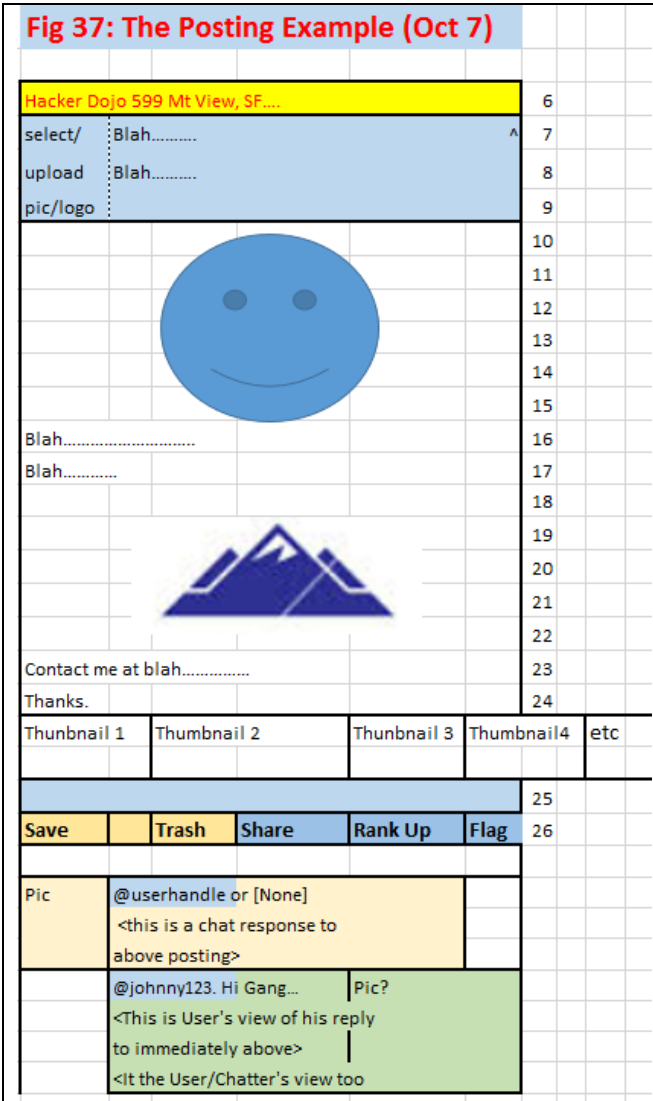 Fig 37: The Posting Example (Oct 7)
Hacker Dojo 599 Mt View, SF.... 6
select/ Blah.......... ^ 7
upload Blah.......... 8
pic/logo 9
10
11
12
13
14
15
Blah............................. 16
Blah............ 17
18
19
20
21
22
Contact me at blah............... 23
Thanks. 24
Thunbnail 1 Thumbnail 2 Thunbnail 3 Thumbnail4 etc
25
Save Trash Share Rank Up Flag 26
Pic @userhandle or [None]
<this is a chat response to
above posting>
@johnny123. Hi Gang... Pic?
<This is User's view of his reply
to immediately above>
<It the User/Chatter's view too